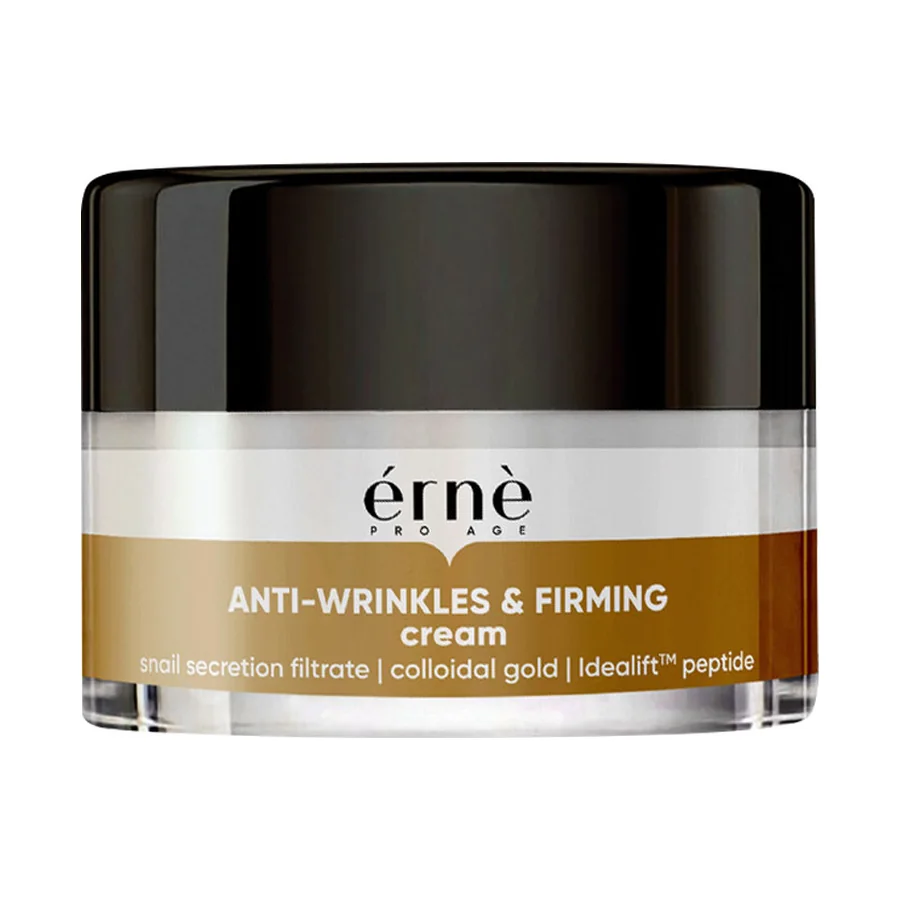 érnè
PRO AGE
ANTI-WRINKLES & FIRMING
cream
snail secretion filtrate | colloidal gold | Idealift™ peptide